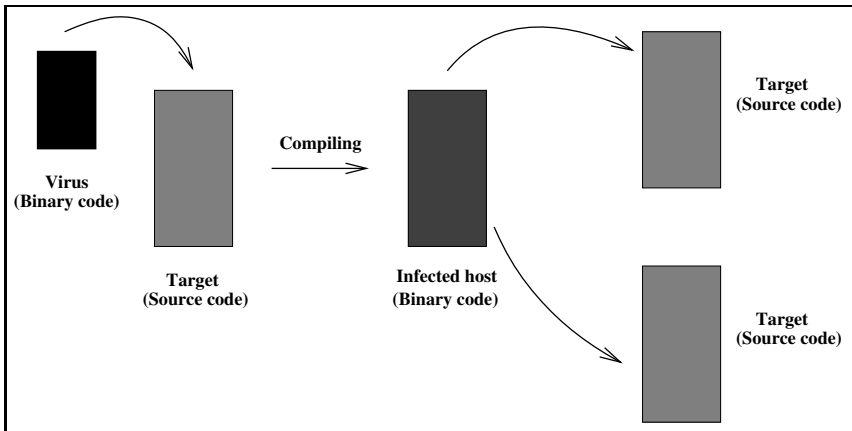 Virus
(Binary code)
Target
(Source code)
Compiling
Infected host
(Binary code)
Target
(Source code)
Target
(Source code)